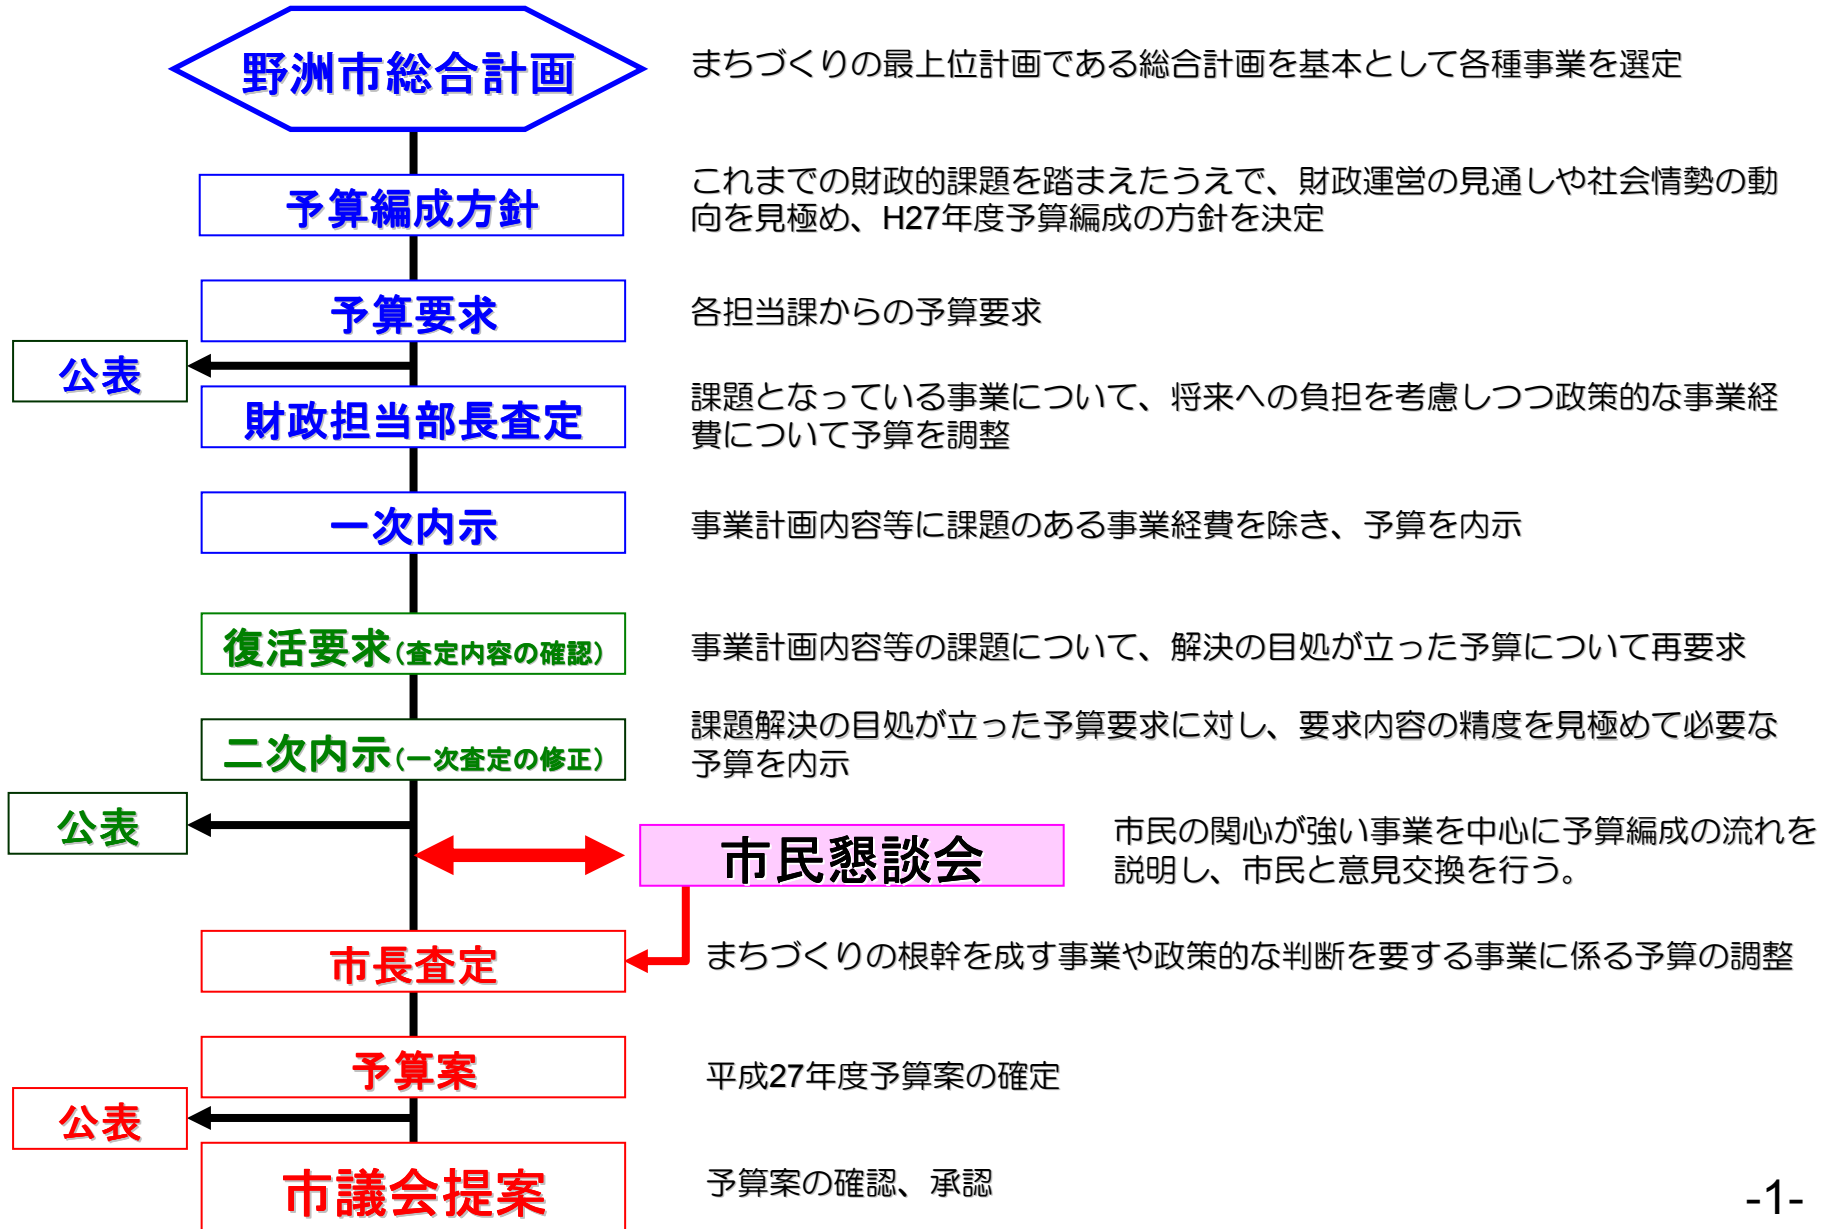 野洲市総合計画
まちづくりの最上位計画である総合計画を基本として各種事業を選定
予算編成方針
これまでの財政的課題を踏まえたうえで、財政運営の見通しや社会情勢の動
向を見極め、H27年度予算編成の方針を決定
予算要求
各担当課からの予算要求
公表
財政担当部長査定
課題となっている事業について、将来への負担を考慮しつつ政策的な事業経
費について予算を調整
一次内示
事業計画内容等に課題のある事業経費を除き、予算を内示
復活要求(査定内容の確認)
事業計画内容等の課題について、解決の目処が立った予算について再要求
二次内示(一次査定の修正)
課題解決の目処が立った予算要求に対し、要求内容の精度を見極めて必要な
予算を内示
公表
市民懇談会
市民の関心が強い事業を中心に予算編成の流れを
説明し、市民と意見交換を行う。
市長査定
まちづくりの根幹を成す事業や政策的な判断を要する事業に係る予算の調整
予算案
平成27年度予算案の確定
公表
市議会提案
予算案の確認、承認
-1-